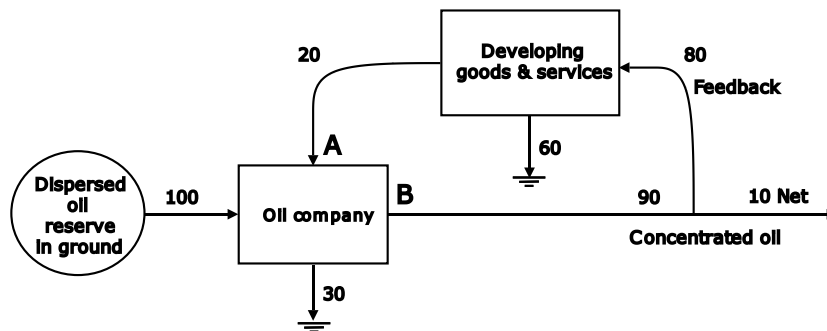 Developing
goods & services
20
80
Feedback
A
60
Dispersed
oil
reserve
in ground
100
Oil company
B
90
10 Net
Concentrated oil
30